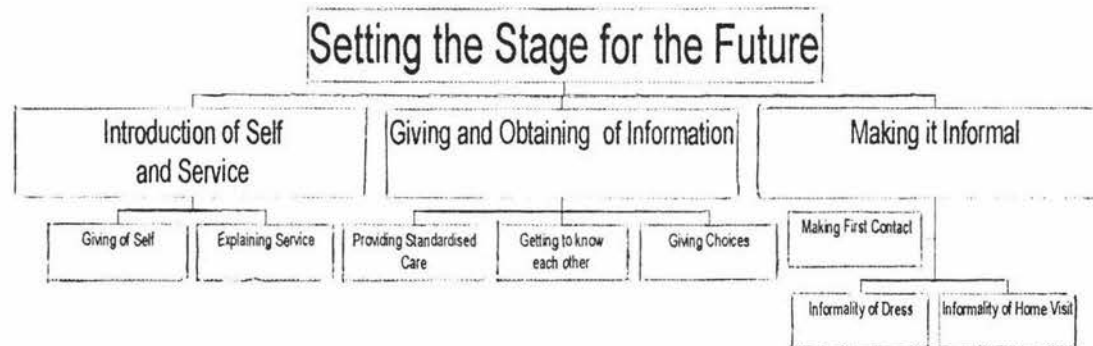 Setting the Stage for the Future
Introduction of Self
and Service
Giving and Obtaining of Information
Making it Informal
Giving of Self
Explaining Service
Providing Standardised
Care
Getting to know
each other
Giving Choices
Making First Contact
Informality of Dress
Informality of Home Visit